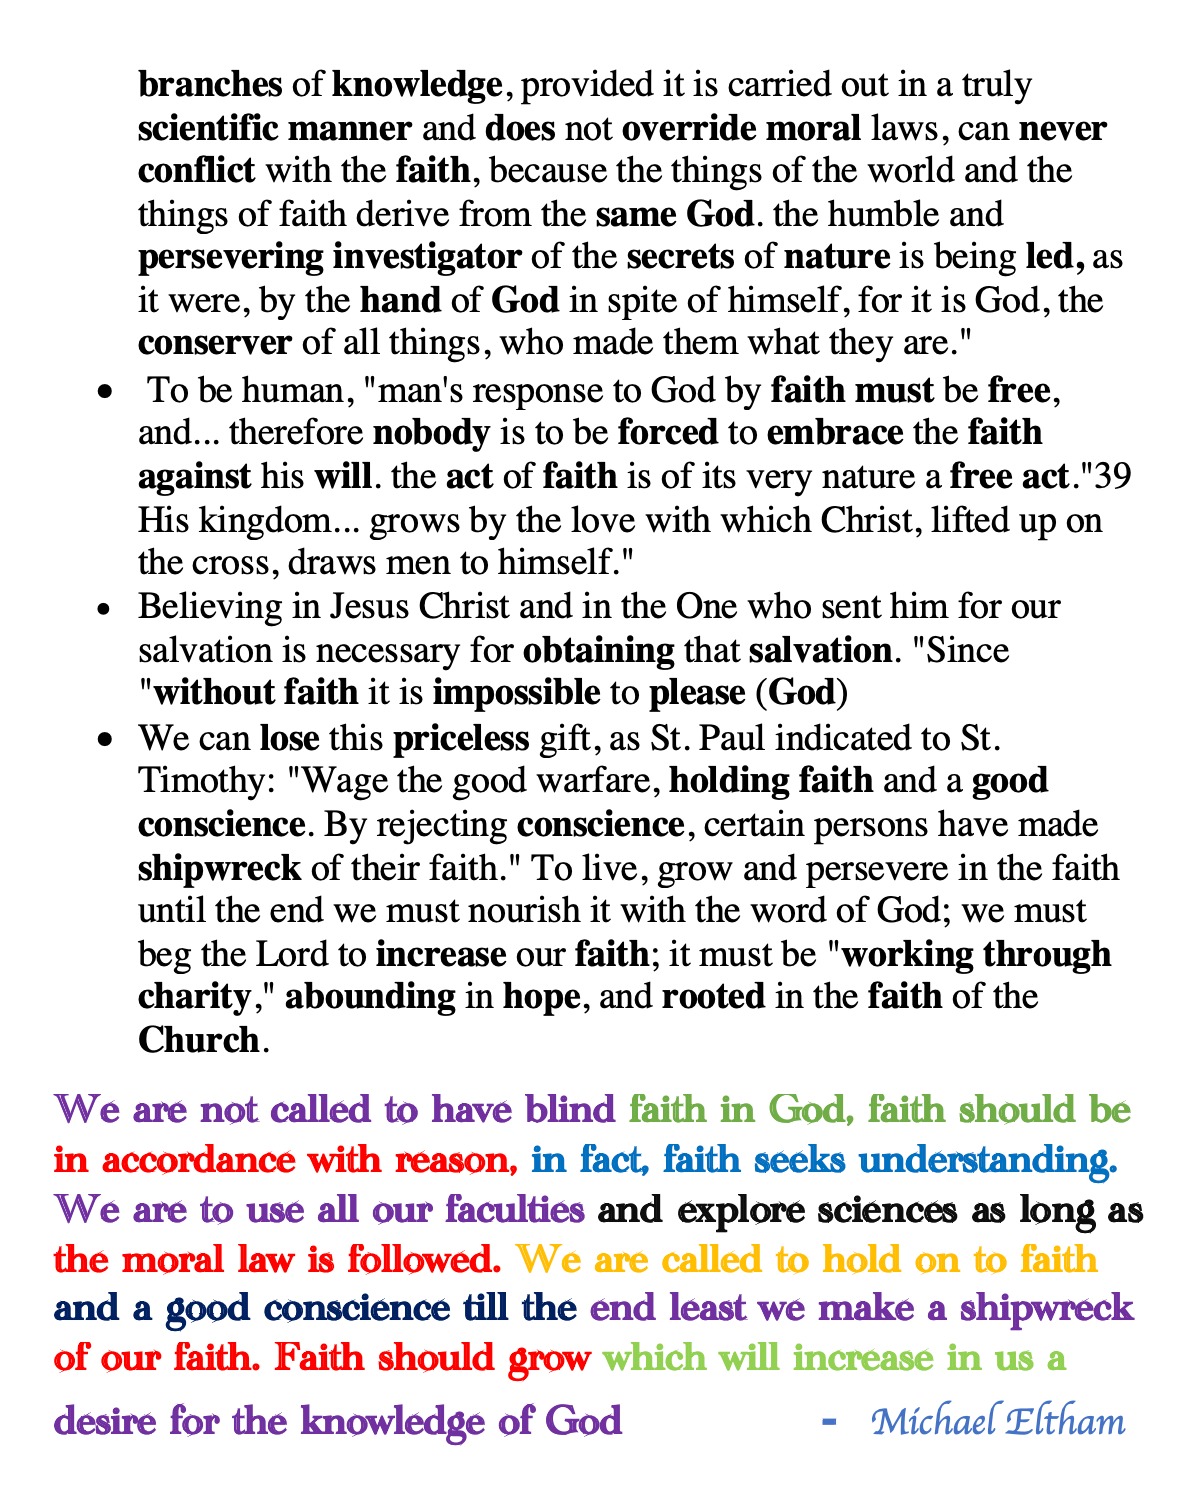 branches of knowledge, provided it is carried out in a truly
scientific manner and does not override moral laws, can never
conflict with the faith, because the things of the world and the
things of faith derive from the same God. the humble and
persevering investigator of the secrets of nature is being led, as
it were, by the hand of God in spite of himself, for it is God, the
conserver of all things, who made them what they are."
• To be human, "man's response to God by faith must be free,
and... therefore nobody is to be forced to embrace the faith
against his will. the act of faith is of its very nature a free act."39
His kingdom... grows by the love with which Christ, lifted up on
the cross, draws men to himself."
• Believing in Jesus Christ and in the One who sent him for our
salvation is necessary for obtaining that salvation. "Since
"without faith it is impossible to please (God)
• We can lose this priceless gift, as St. Paul indicated to St.
Timothy: "Wage the good warfare, holding faith and a good
conscience. By rejecting conscience, certain persons have made
shipwreck of their faith." To live, grow and persevere in the faith
until the end we must nourish it with the word of God; we must
beg the Lord to increase our faith; it must be "working through
charity," abounding in hope, and rooted in the faith of the
Church.
We are not called to have blind faith in God, faith should be
in accordance with reason, in fact, faith seeks understanding.
We are to use all our faculties and explore sciences as long as
the moral law is followed. We are called to hold on to faith
and a good conscience till the end least we make a shipwreck
of our faith. Faith should grow which will increase in us a
desire for the knowledge of God - Michael Eltham